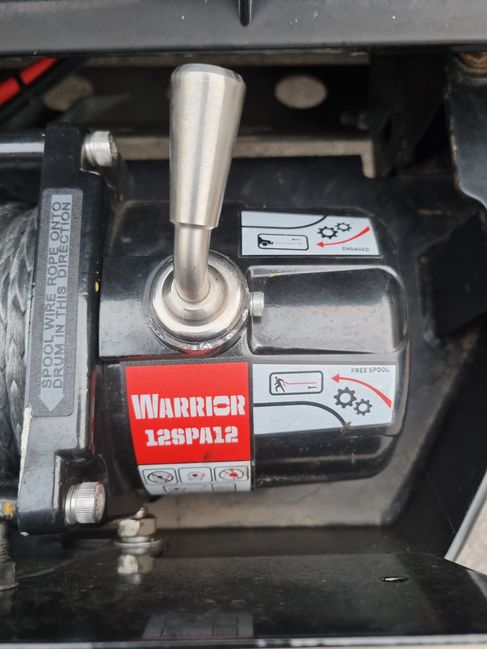 SPOOL WIRE ROPE ONTO
DRUM IN THIS DIRECTION
ENGAGED
FREE SPOOL
WARRIOR
12SPA12